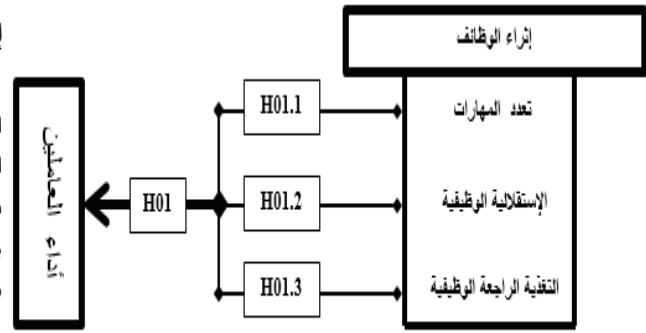 إثراء الوظائف
تعدد المهارات
H01.1
الإستقلالية الوظيفية
H01.2
H01
أداء العاملين
التغذية الراجعة الوظيفية
H01.3